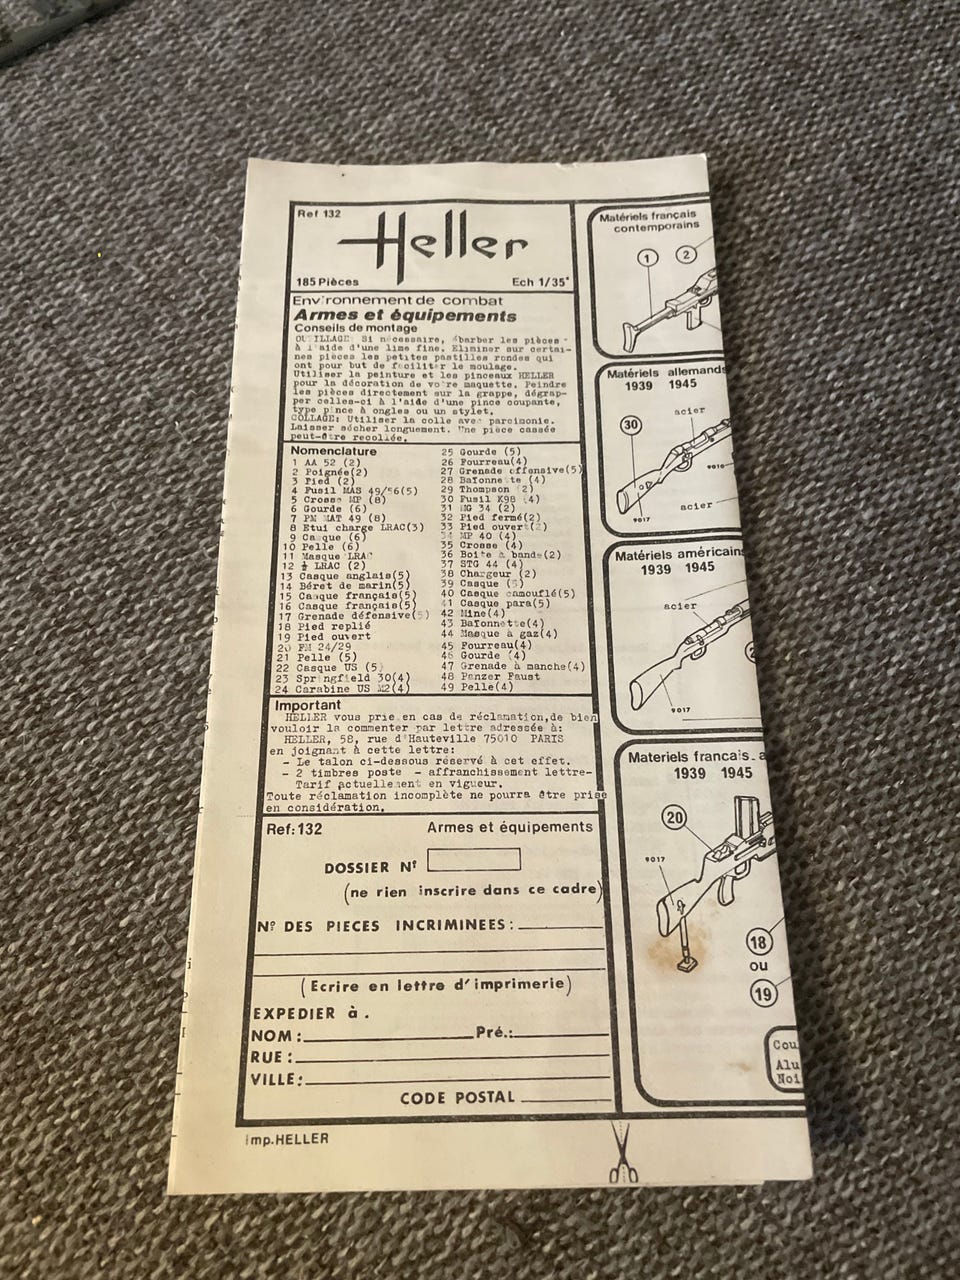 Ref 132
Heller
185 Pièces
Ech 1/35°
Environnement de combat
Armes et équipements
Conseils de montage
OUTILLAGE: Si nécessaire, ébarber les pièces
à l'aide d'une lime fine. Eliminer sur certai-
nes pièces les petites pastilles rondes qui
ont pour but de faciliter le moulage.
Utiliser la peinture et les pinceaux HELLER
pour la décoration de votre maquette. Peindre
les pièces directement sur la grappe, dégrap-
per celles-ci à l'aide d'une pince coupante,
type pince à ongles ou un stylet.
COLLAGE: Utiliser la colle avec parcimonie.
Laisser sécher longuement. Une pièce cassée
peut-être recollée.
Nomenclature
1 AA 52 (2)
2 Poignée(2)
3 Pied (2)
4 Fusil MAS 49/56(5)
5 Crosse MP (8)
6 Gourde (6)
7 PM MAT 49 (8)
8 Etui charge LRAC(3)
9 Casque (6)
10 Pelle (6)
11 Masque LRAC
12 ½ LRAC (2)
13 Casque anglais(5)
14 Béret de marin(5)
15 Casque français(5)
16 Casque français(5)
17 Grenade défensive(5)
18 Pied replié
19 Pied ouvert
20 FM 24/29
21 Pelle (5)
22 Casque US (5)
23 Springfield 30(4)
24 Carabine US M2(4)
25 Gourde (5)
26 Fourreau(4)
27 Grenade offensive(5)
28 Baïonnette (4)
29 Thompson (2)
30 Fusil K98 (4)
31 MG 34 (2)
32 Pied fermé(2)
33 Pied ouvert(2)
34 MP 40 (4)
35 Crosse (4)
36 Boite à bande(2)
37 STG 44 (4)
38 Chargeur (2)
39 Casque (5)
40 Casque camouflé(5)
41 Casque para(5)
42 Mine(4)
43 Baïonnette(4)
44 Masque à gaz(4)
45 Fourreau(4)
46 Gourde (4)
47 Grenade à manche(4)
48 Panzer Faust
49 Pelle(4)
Important
HELLER vous prie en cas de réclamation,de bien
vouloir la commenter par lettre adressée à:
HELLER, 58, rue d'Hauteville 75010 PARIS
en joignant à cette lettre:
- Le talon ci-dessous réservé à cet effet.
- 2 timbres poste - affranchissement lettre-
Tarif actuellement en vigueur.
Toute réclamation incomplète ne pourra être prise
en considération.
Ref:132
Armes et équipements
DOSSIER Nº
(ne rien inscrire dans ce cadre)
Nº DES PIECES INCRIMINEES:
(Ecrire en lettre d'imprimerie)
EXPEDIER à.
NOM:
Pré.:
RUE:
VILLE:
CODE POSTAL
Imp.HELLER
Matériels français
contemporains
1
2
Matériels allemands
1939 1945
acier
30
9010
acier
9017
Matériels américains
1939 1945
acier
9017
Materiels francais. a
1939 1945
20
9017
18
ou
19
Cou
Alu
Noi